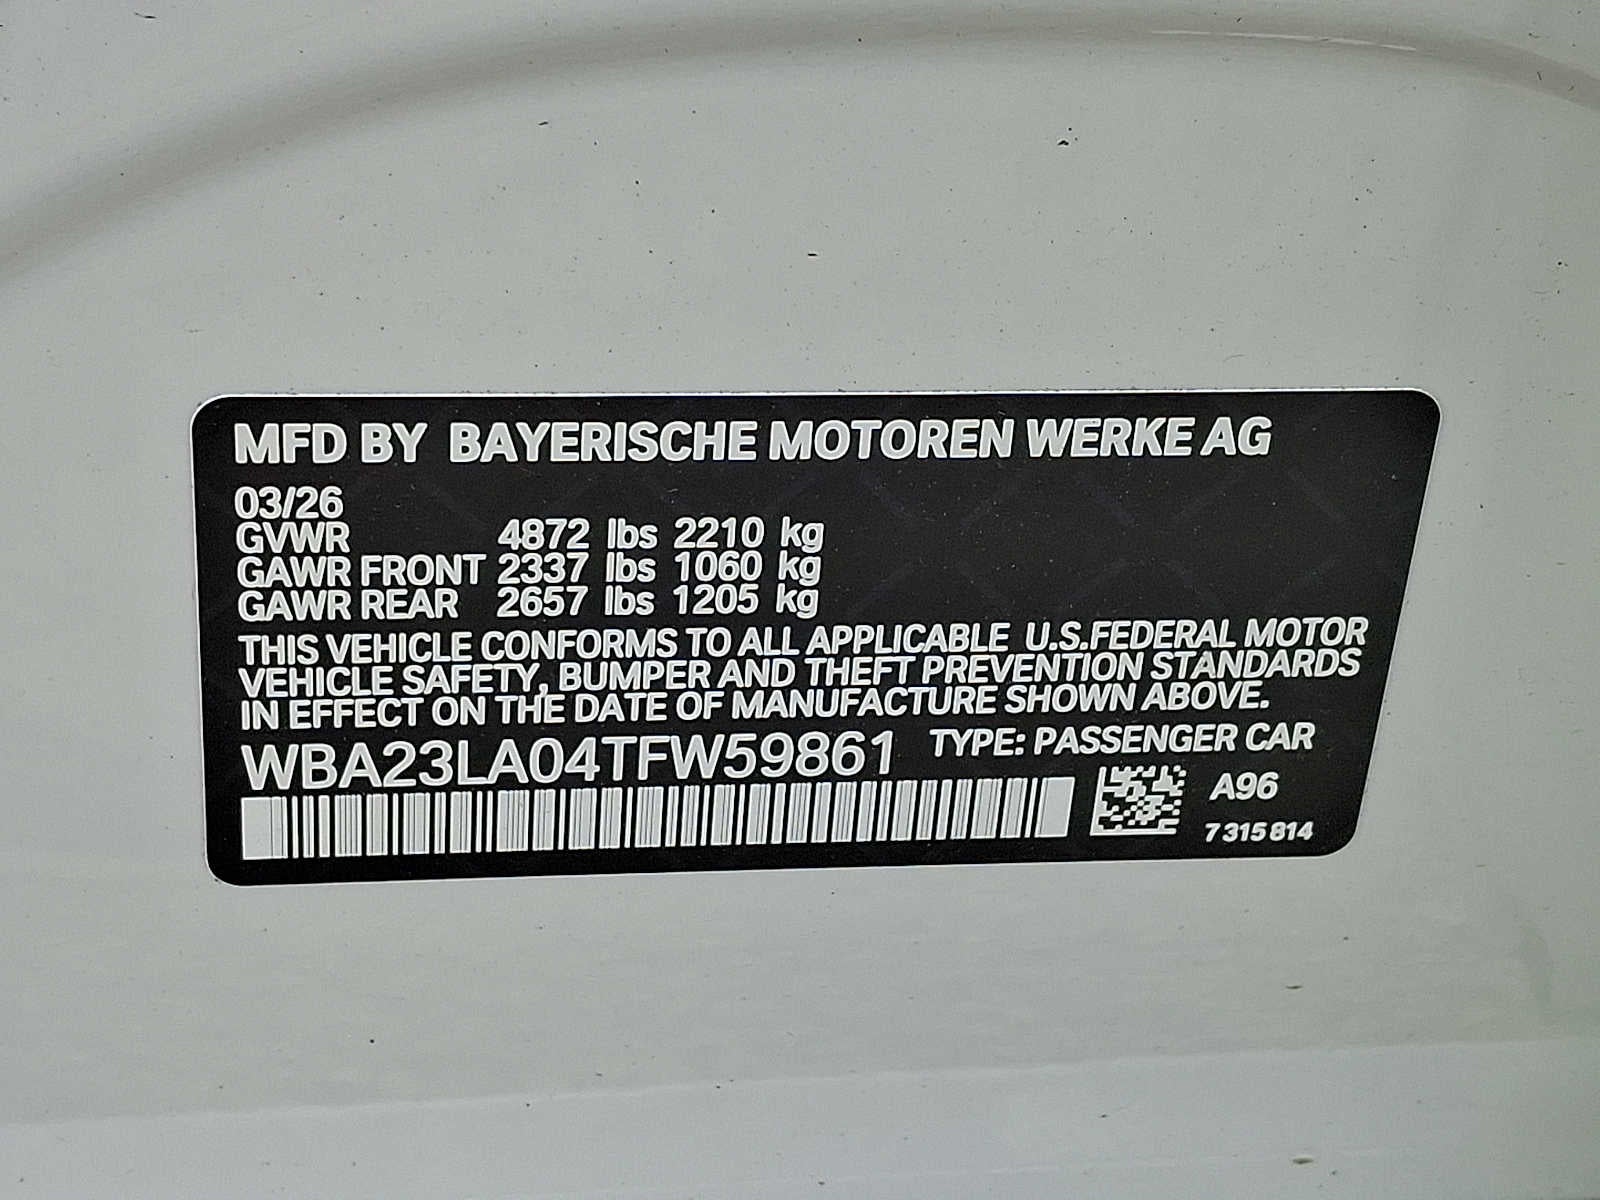 MFD BY BAYERISCHE MOTOREN WERKE AG
03/26
GVWR 4872 lbs 2210 kg
GAWR FRONT 2337 lbs 1060 kg
GAWR REAR 2657 lbs 1205 kg
THIS VEHICLE CONFORMS TO ALL APPLICABLE U.S.FEDERAL MOTOR
VEHICLE SAFETY, BUMPER AND THEFT PREVENTION STANDARDS
IN EFFECT ON THE DATE OF MANUFACTURE SHOWN ABOVE.
WBA23LA04TFW59861 TYPE: PASSENGER CAR
A96
7 315 814